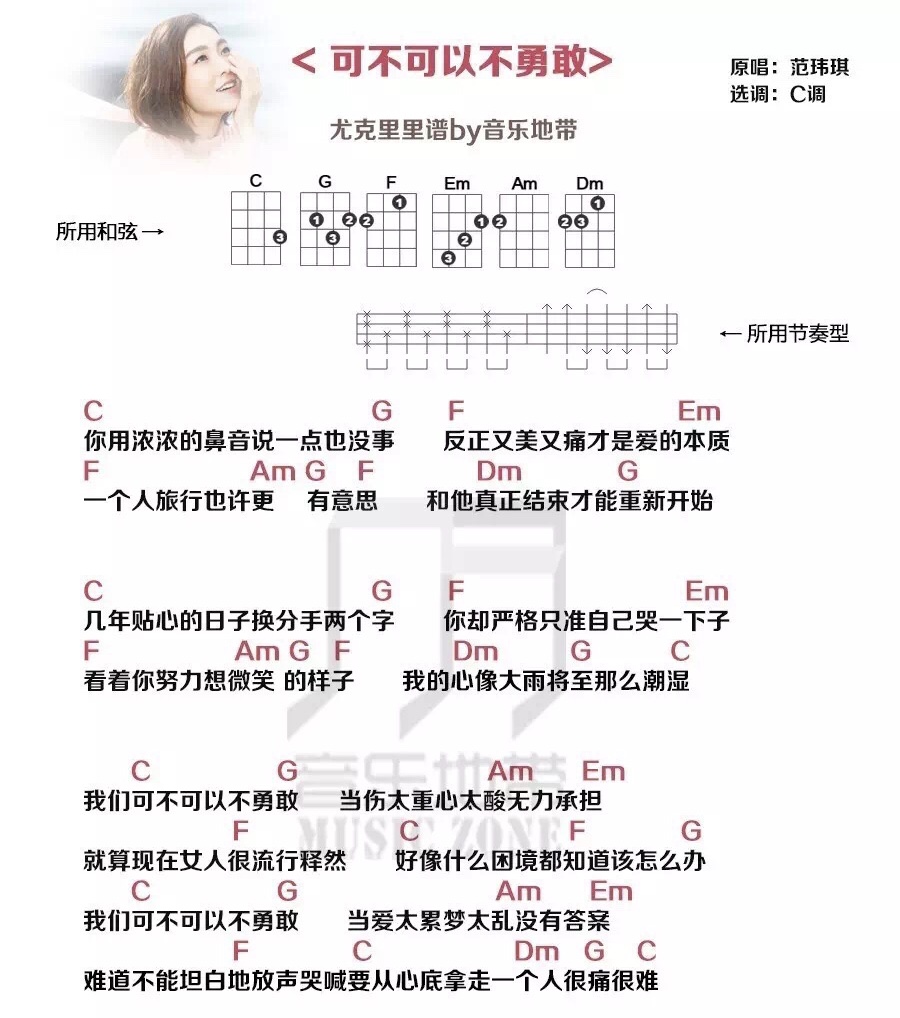 < 可不可以不勇敢>
原唱：范玮琪
选调：C调
尤克里里谱by音乐地带
C G F Em Am Dm
所用和弦→
←所用节奏型
C G F Em
你用浓浓的鼻音说一点也没事 反正又美又痛才是爱的本质
F Am G F Dm G
一个人旅行也许更 有意思 和他真正结束才能重新开始
C G F Em
几年贴心的日子换分手两个字 你却严格只准自己哭一下子
F Am G F Dm G C
看着你努力想微笑 的样子 我的心像大雨将至那么潮湿
C G Am Em
我们可不可以不勇敢 当伤太重心太酸无力承担
F C F G
就算现在女人很流行释然 好像什么困境都知道该怎么办
C G Am Em
我们可不可以不勇敢 当爱太累梦太乱没有答案
F C Dm G C
难道不能坦白地放声哭喊要从心底拿走一个人很痛很难
音乐地带
MUSIC ZONE